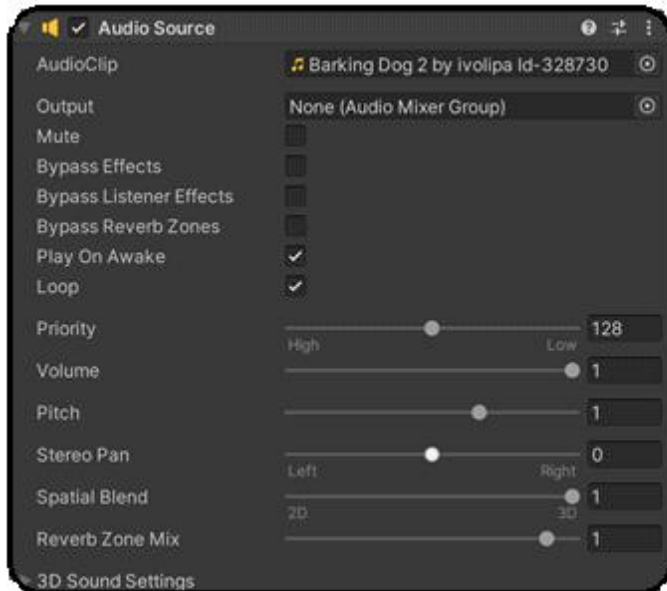 Audio Source
AudioClip Barking Dog 2 by ivolipa Id-328730
Output None (Audio Mixer Group)
Mute
Bypass Effects
Bypass Listener Effects
Bypass Reverb Zones
Play On Awake
Loop
Priority 128
High Low
Volume 1
Pitch 1
Stereo Pan 0
Left Right
Spatial Blend 1
2D 3D
Reverb Zone Mix 1
3D Sound Settings